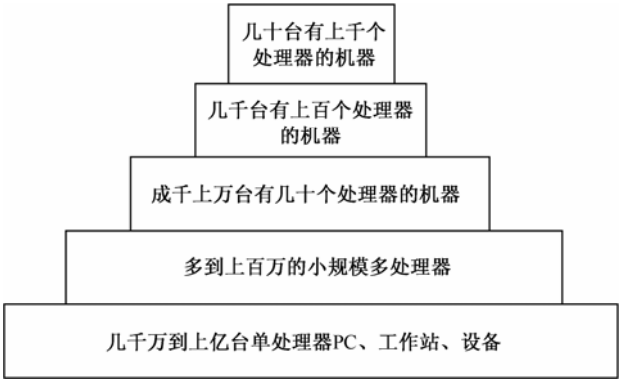 几十台有上千个
处理器的机器
几千台有上百个处理器
的机器
成千上万台有几十个处理器的机器
多到上百万的小规模多处理器
几千万到上亿台单处理器PC、工作站、设备